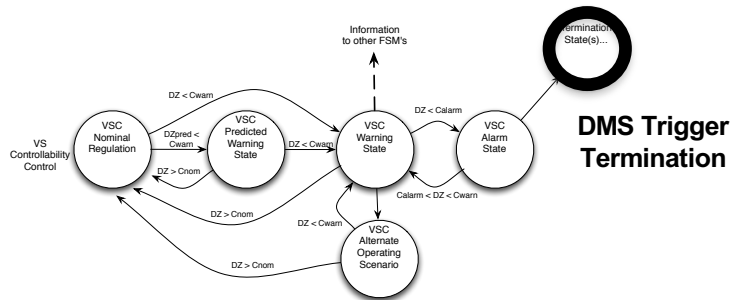 Information
to other FSM's
Termination
State(s)...
DZ < Cwarn
DZ < Calarm
VS
Controllability
Control
VSC
Nominal
Regulation
DZpred <
Cwarn
VSC
Predicted
Warning
State
DZ < Cwarn
VSC
Warning
State
VSC
Alarm
State
DMS Trigger
Termination
DZ > Cnom
Calarm < DZ < Cwarn
DZ > Cnom
DZ < Cwarn
VSC
Alternate
Operating
Scenario
DZ > Cnom